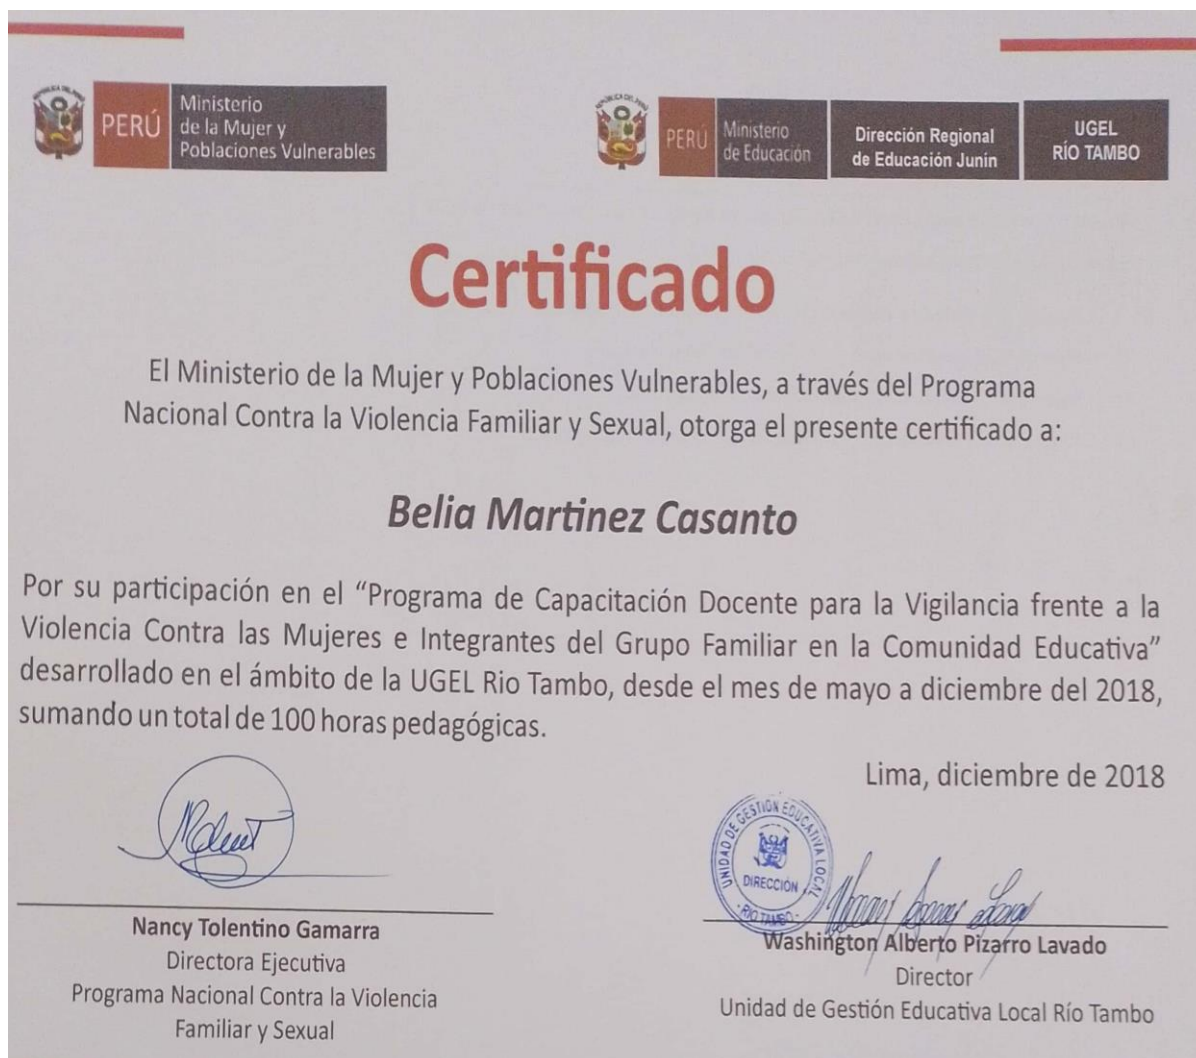 PERÚ
Ministerio
de la Mujer y
Poblaciones Vulnerables
PERÚ
Ministerio
de Educación
Dirección Regional
de Educación Junín
UGEL
RÍO TAMBO
Certificado
El Ministerio de la Mujer y Poblaciones Vulnerables, a través del Programa
Nacional Contra la Violencia Familiar y Sexual, otorga el presente certificado a:
Belia Martinez Casanto
Por su participación en el “Programa de Capacitación Docente para la Vigilancia frente a la
Violencia Contra las Mujeres e Integrantes del Grupo Familiar en la Comunidad Educativa”
desarrollado en el ámbito de la UGEL Rio Tambo, desde el mes de mayo a diciembre del 2018,
sumando un total de 100 horas pedagógicas.
Lima, diciembre de 2018
UNIDAD DE GESTIÓN EDUCATIVA LOCAL
DIRECCIÓN
- RÍO TAMBO -
Nancy Tolentino Gamarra
Directora Ejecutiva
Programa Nacional Contra la Violencia
Familiar y Sexual
Washington Alberto Pizarro Lavado
Director
Unidad de Gestión Educativa Local Río Tambo